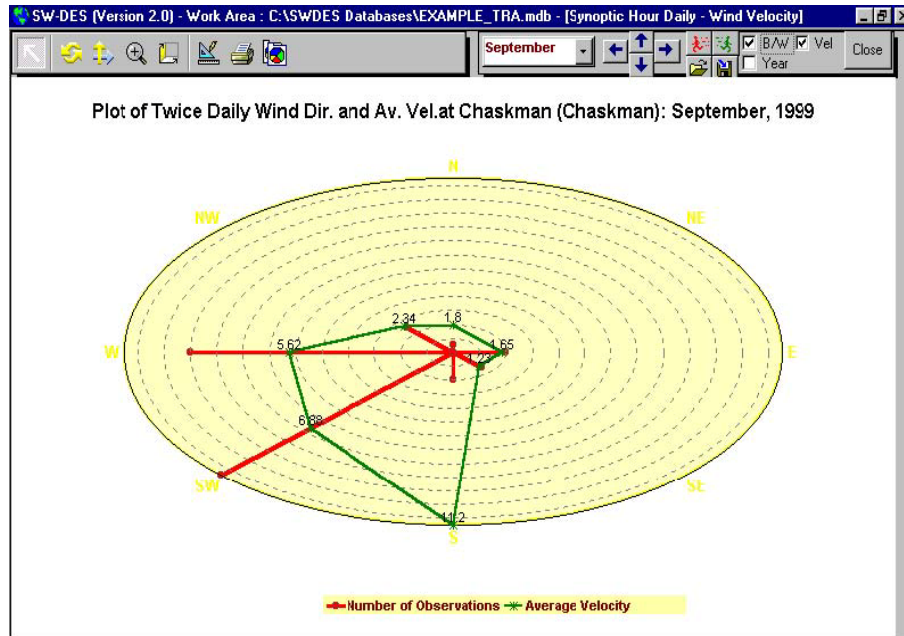 SW-DES (Version 2.0) - Work Area : C:\SWDES Databases\EXAMPLE_TRA.mdb - [Synoptic Hour Daily - Wind Velocity]
September
B/W Vel
Year
Close
Plot of Twice Daily Wind Dir. and Av. Vel.at Chaskman (Chaskman): September, 1999
N
NW NE
2.34 1.8
W 5.62 1.65 E
1.23
6.88
SW SE
11.2
S
Number of Observations Average Velocity